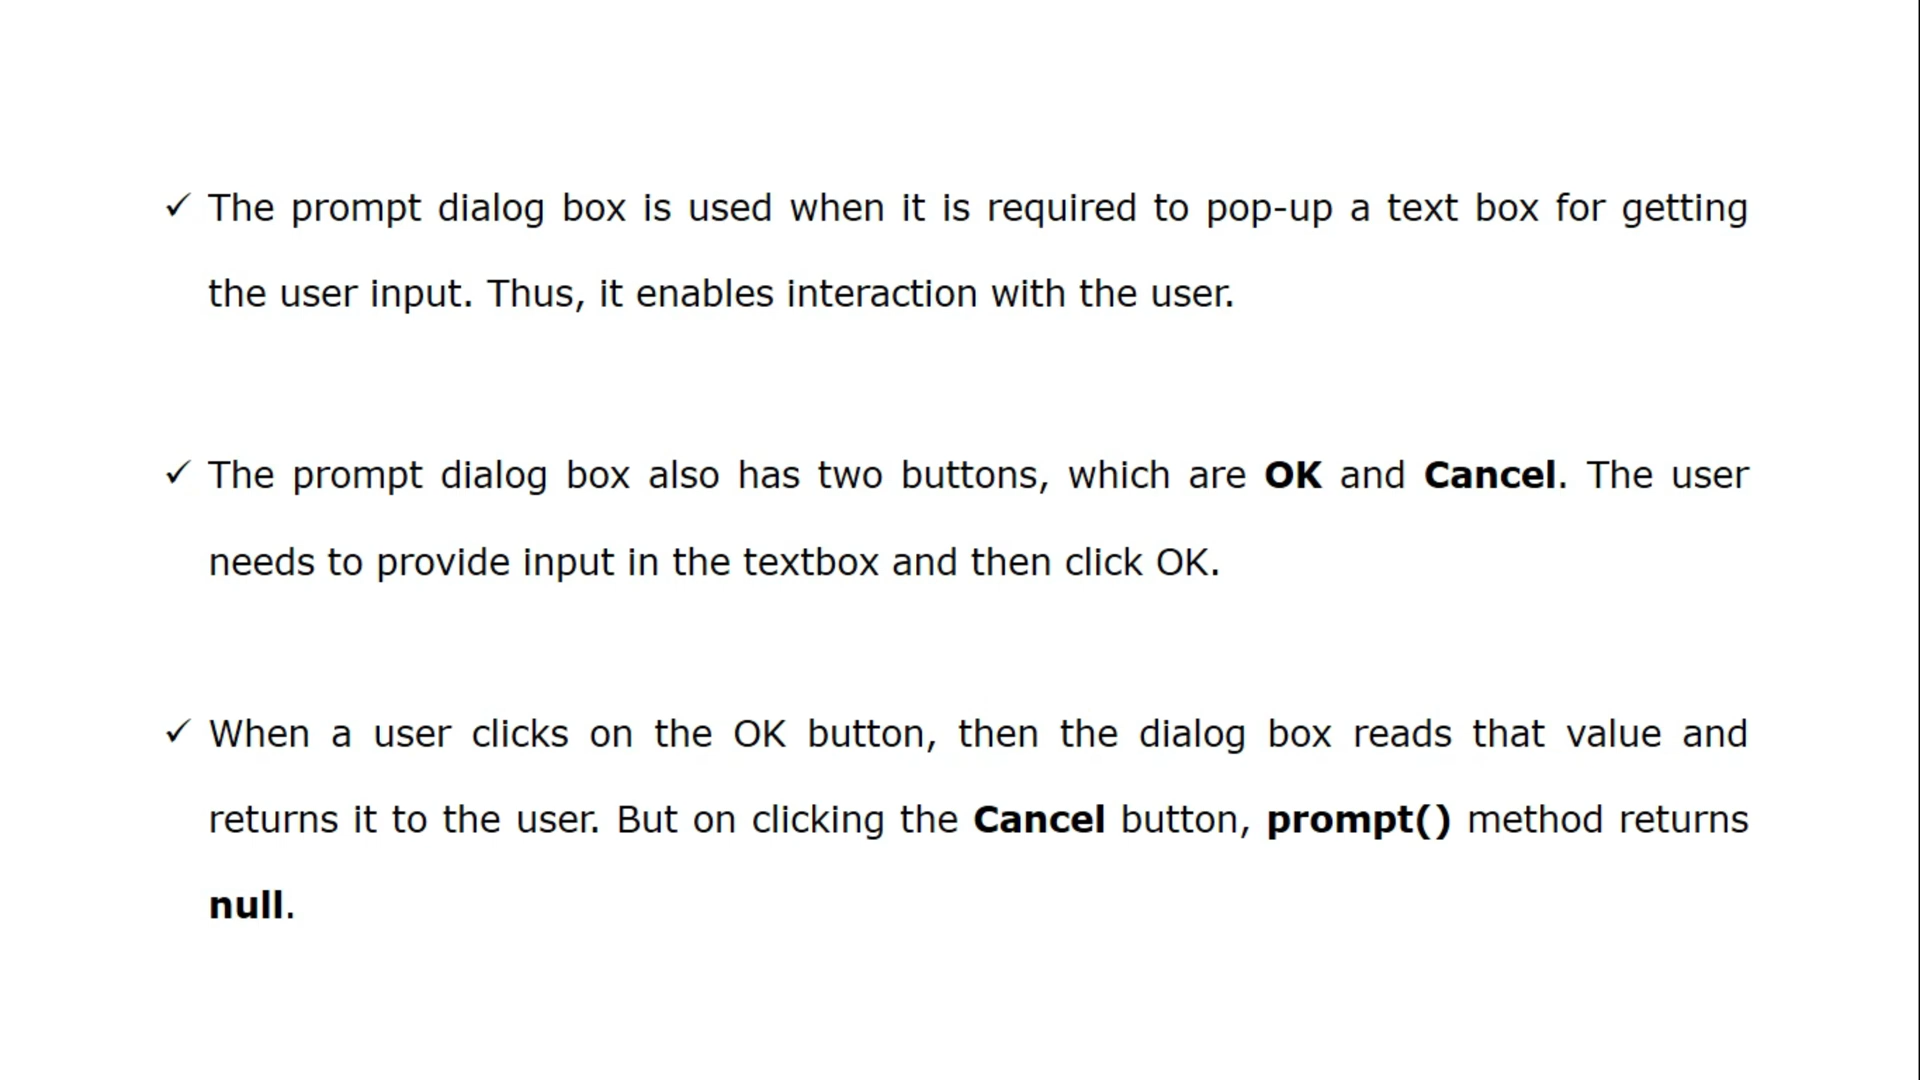 ✓ The prompt dialog box is used when it is required to pop-up a text box for getting
the user input. Thus, it enables interaction with the user.
✓ The prompt dialog box also has two buttons, which are OK and Cancel. The user
needs to provide input in the textbox and then click OK.
✓ When a user clicks on the OK button, then the dialog box reads that value and
returns it to the user. But on clicking the Cancel button, prompt() method returns
null.